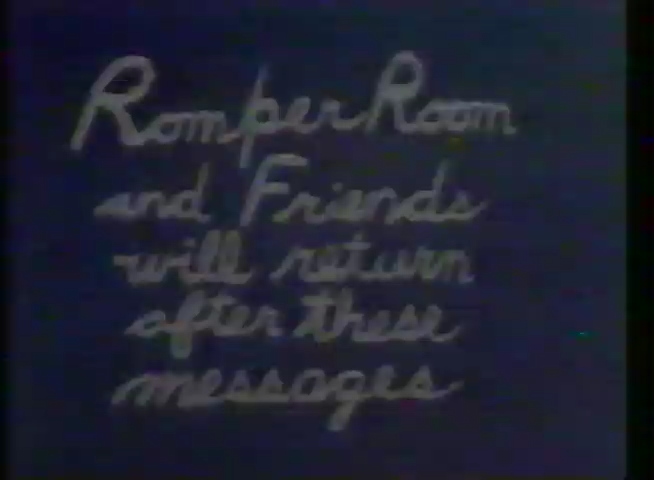 Romper Room
and Friends
will return
after these
messages